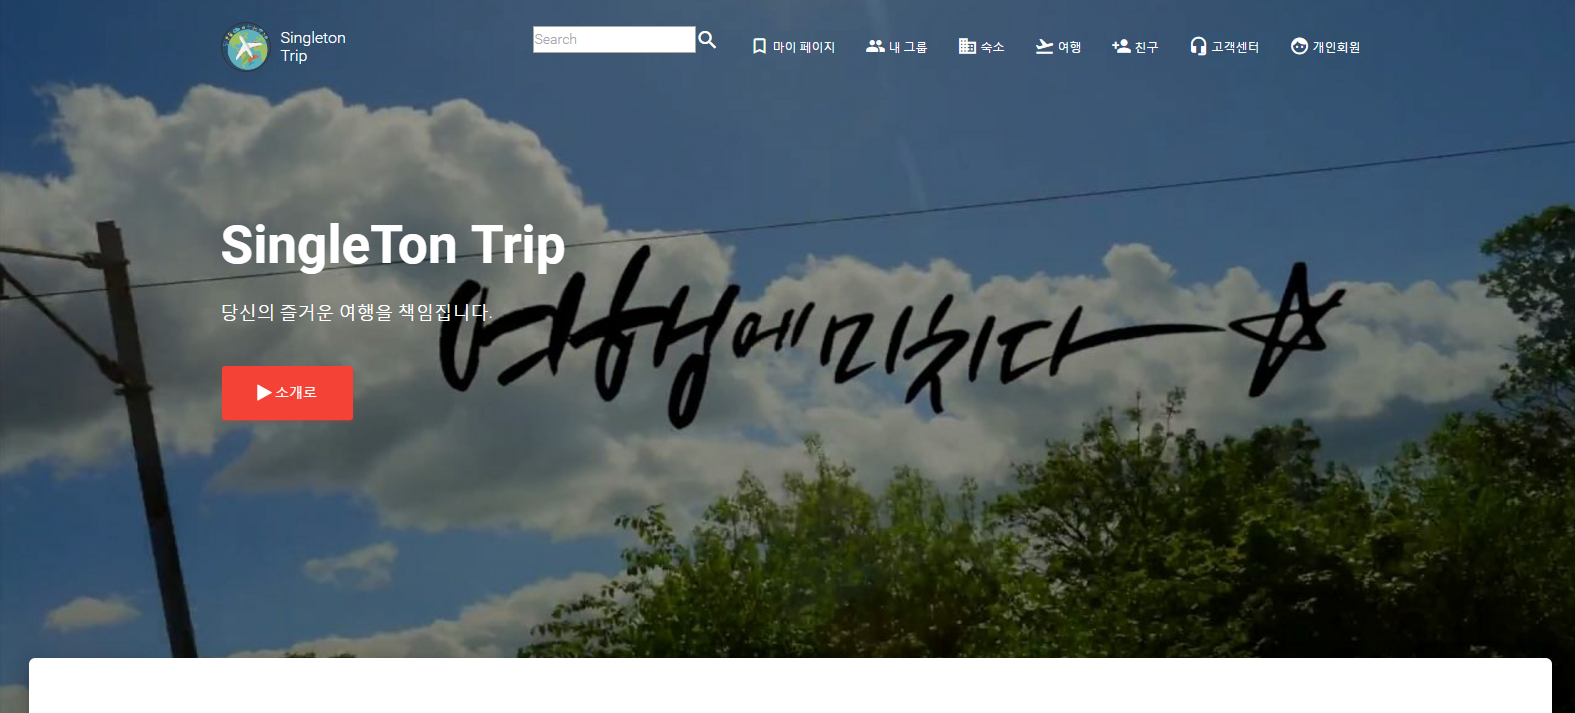 Singleton
Trip
Search
마이 페이지
내 그룹
숙소
여행
친구
고객센터
개인회원
SingleTon Trip
당신의 즐거운 여행을 책임집니다.
여행에미치다
소개로